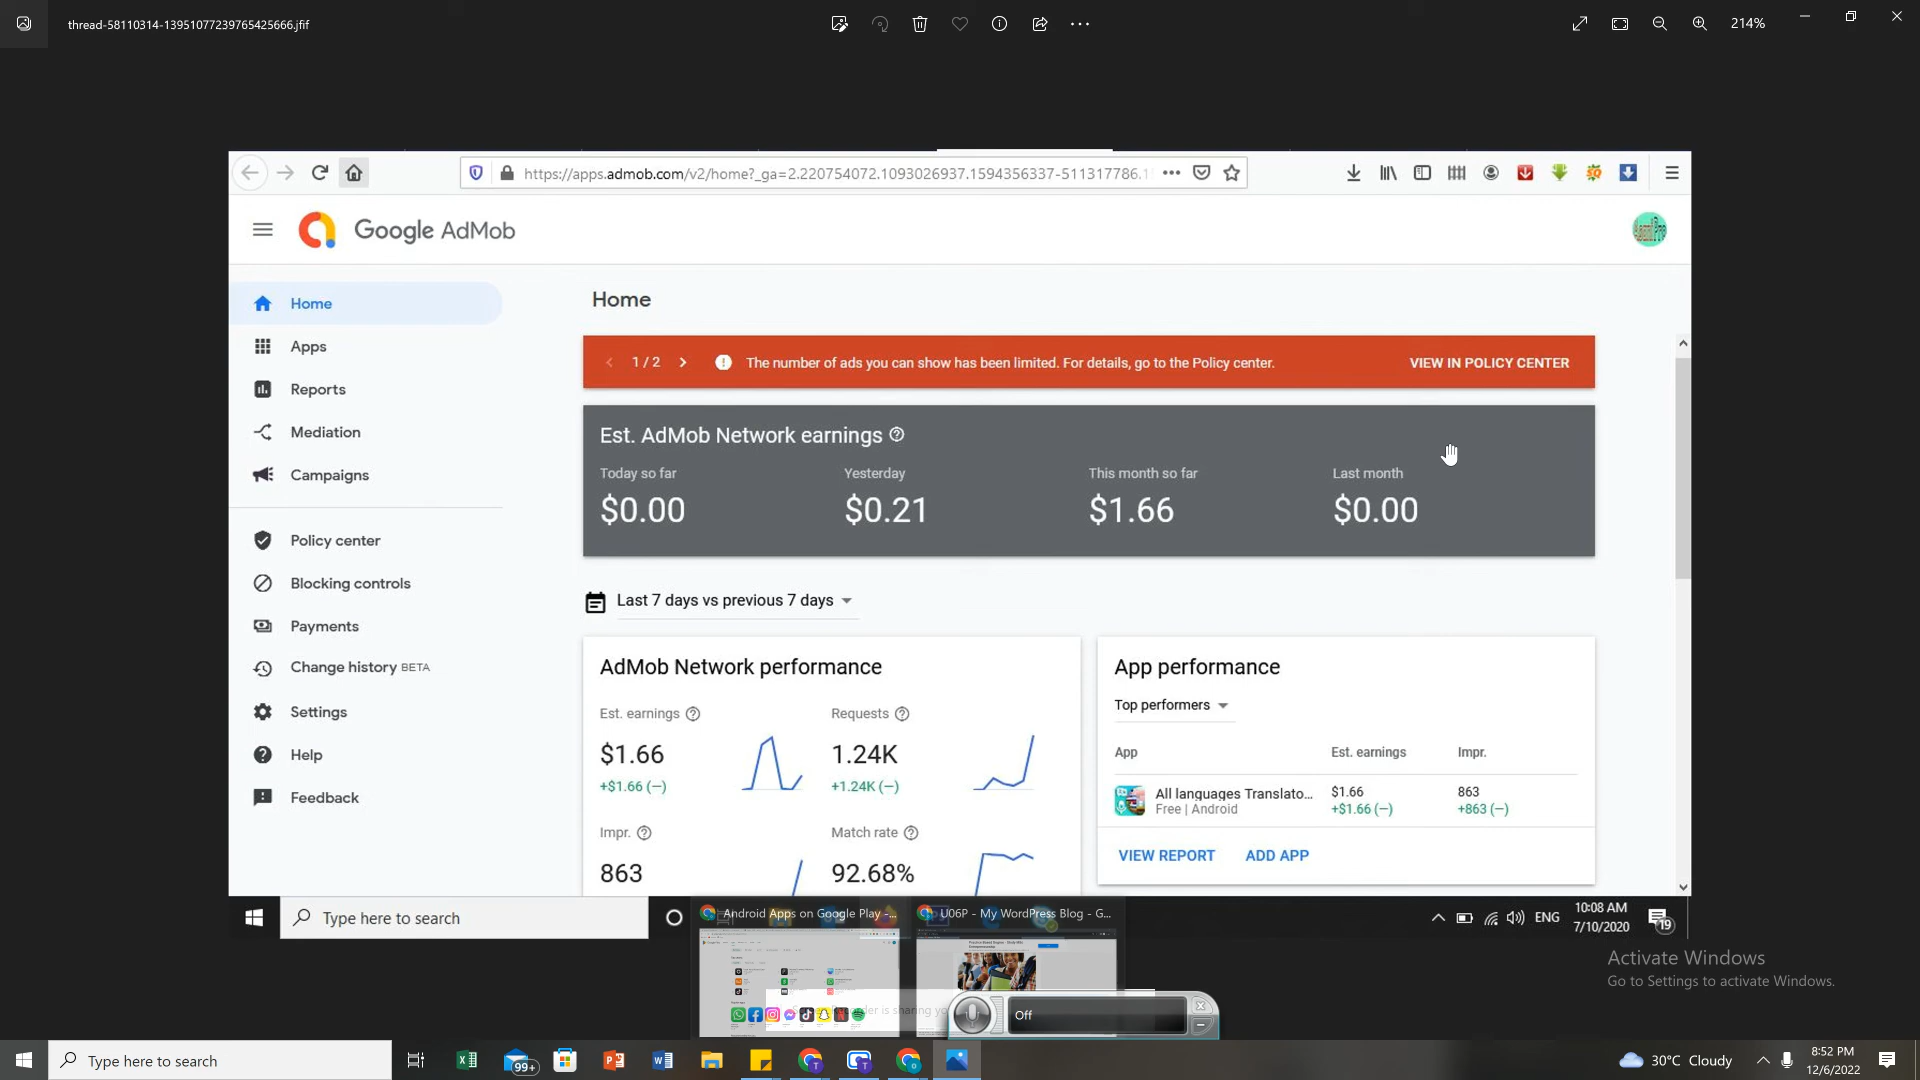 thread-58110314-13951077239765425666.jfif
214%
https://apps.admob.com/v2/home?_ga=2.220754072.1093026937.1594356337-511317786.1
Google AdMob
Home
Apps
Reports
Mediation
Campaigns
Policy center
Blocking controls
Payments
Change history BETA
Settings
Help
Feedback
Home
1 / 2
The number of ads you can show has been limited. For details, go to the Policy center.
VIEW IN POLICY CENTER
Est. AdMob Network earnings
Today so far
$0.00
Yesterday
$0.21
This month so far
$1.66
Last month
$0.00
Last 7 days vs previous 7 days
AdMob Network performance
Est. earnings
$1.66
+$1.66 (—)
Requests
1.24K
+1.24K (—)
Impr.
863
Match rate
92.68%
App performance
Top performers
App Est. earnings Impr.
All languages Translato... $1.66 863
Free | Android +$1.66 (—) +863 (—)
VIEW REPORT ADD APP
Type here to search
Android Apps on Google Play -...
U06P - My WordPress Blog - G...
ENG
10:08 AM
7/10/2020
19
Activate Windows
Go to Settings to activate Windows.
Off
Type here to search
99+
30°C Cloudy
8:52 PM
12/6/2022